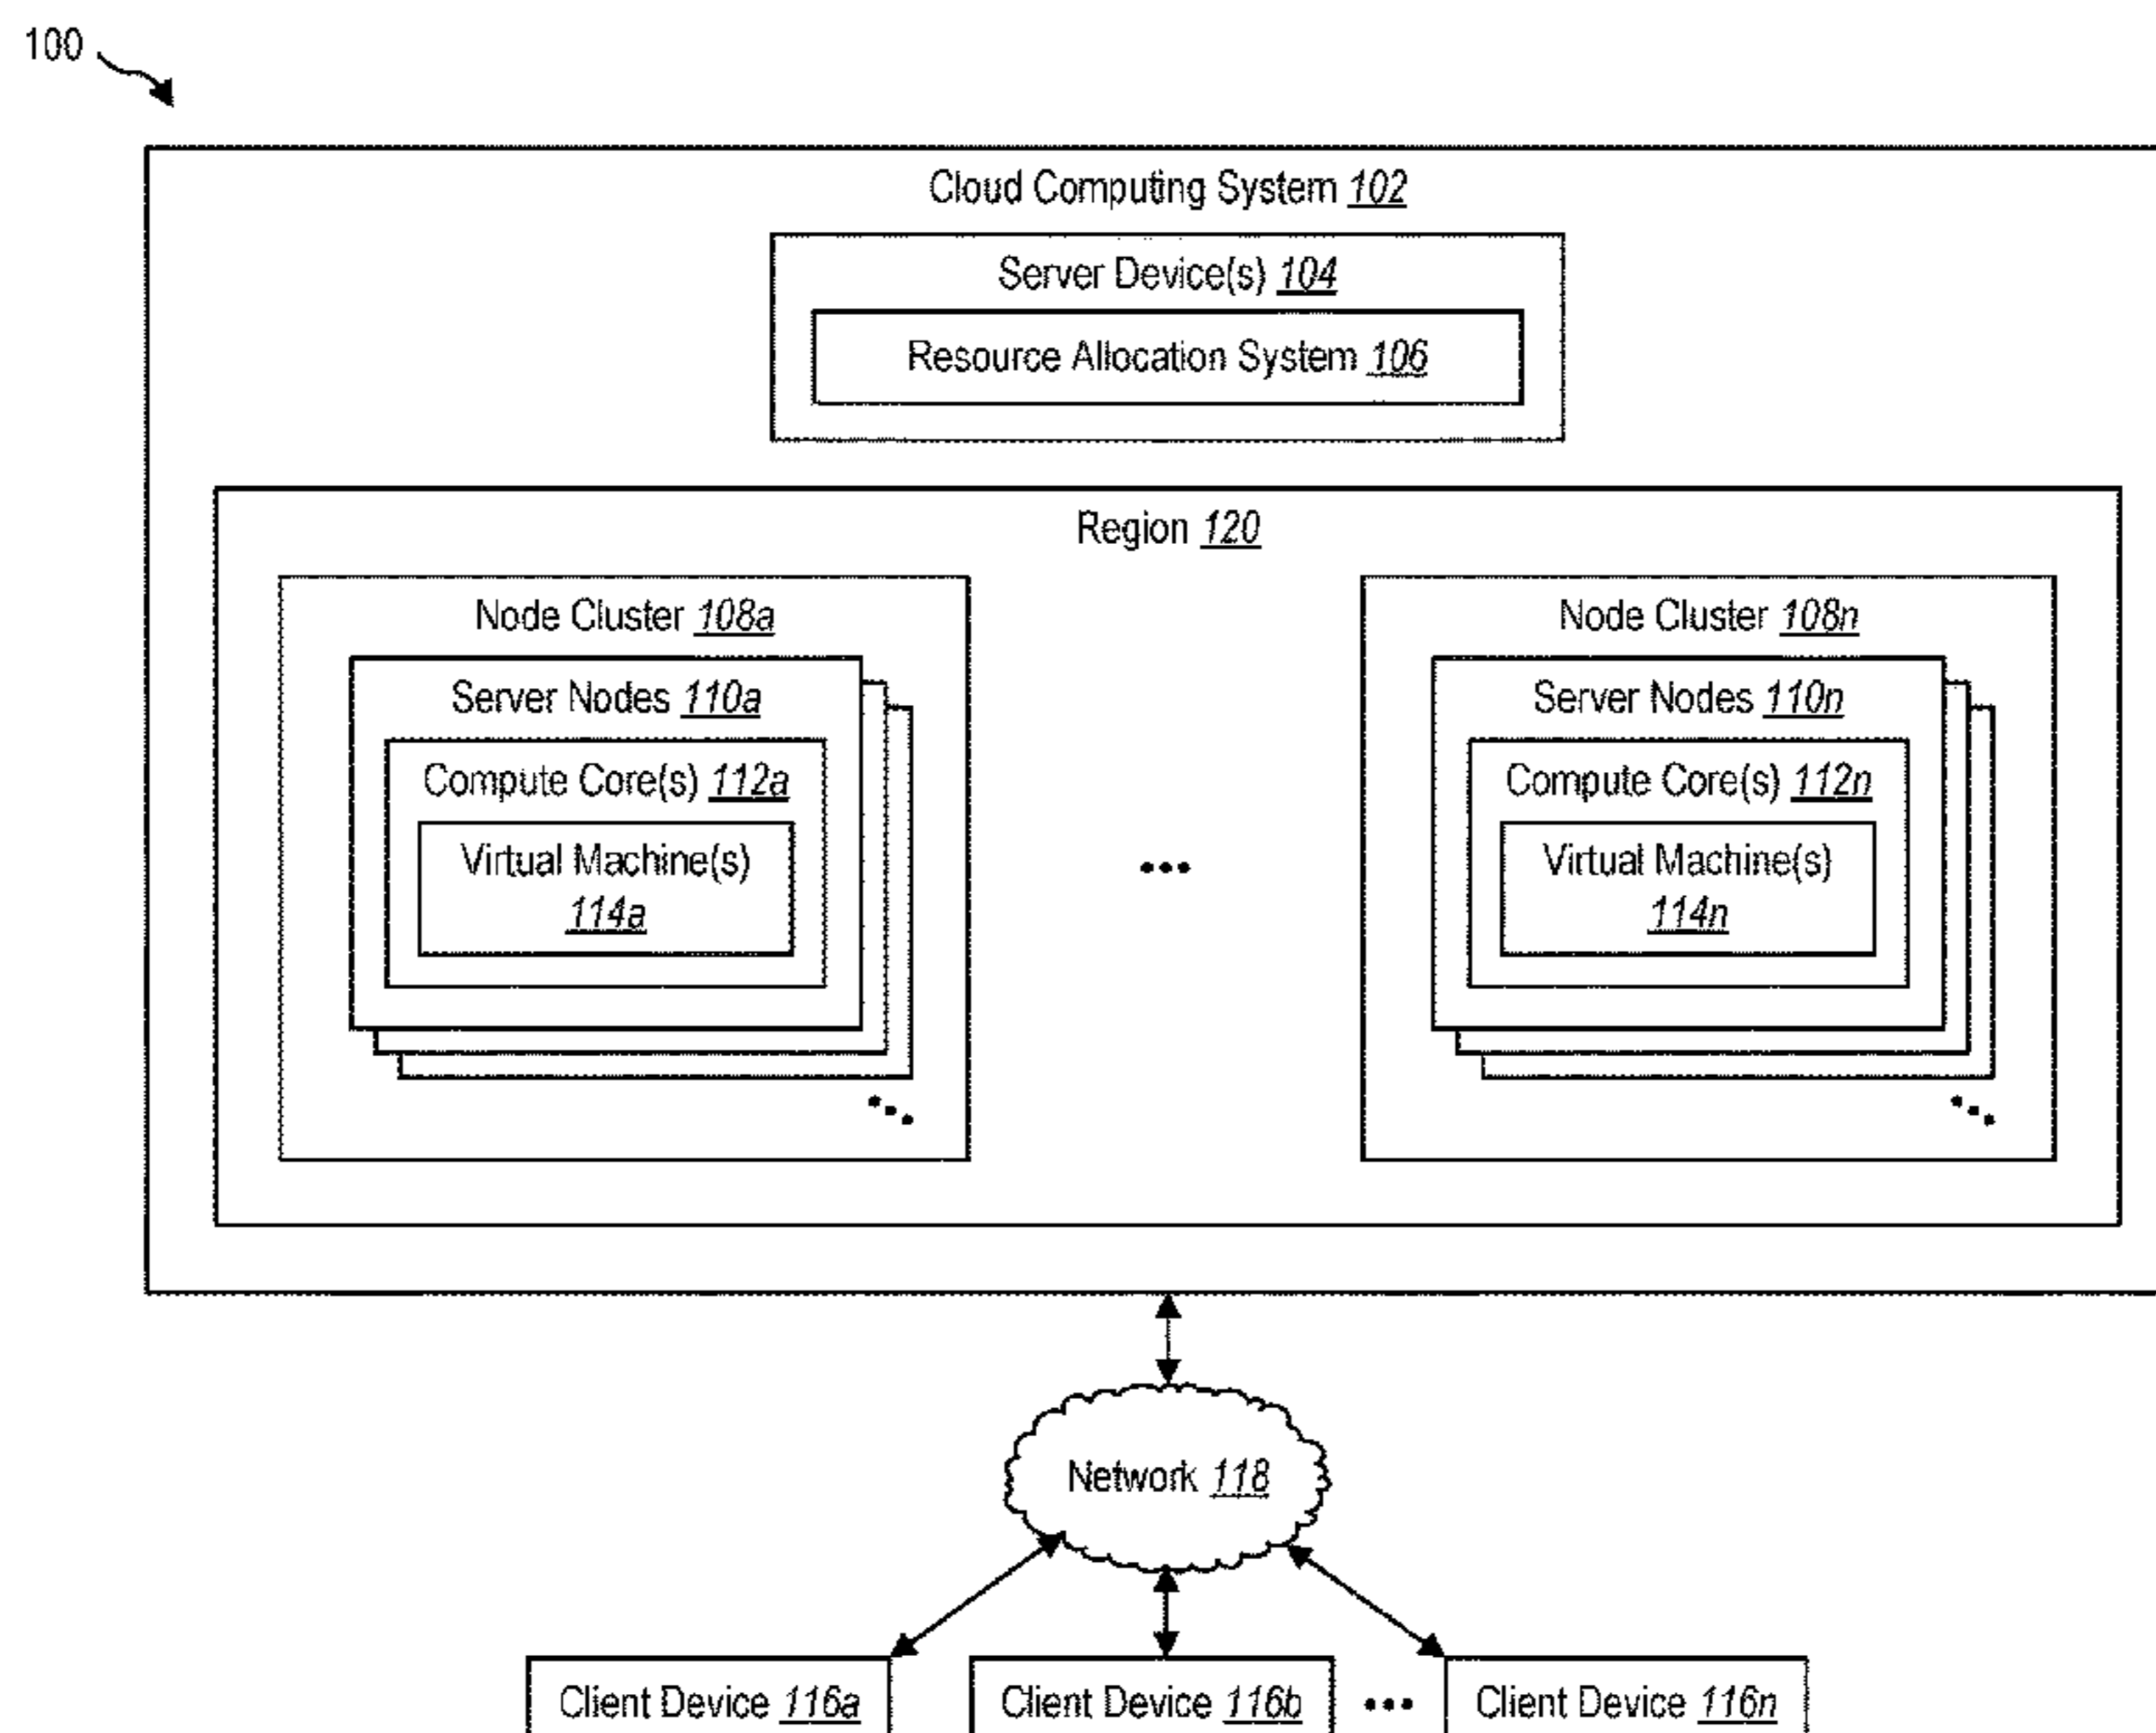 100
Cloud Computing System 102
Server Device(s) 104
Resource Allocation System 106
Region 120
Node Cluster 108a
Server Nodes 110a
Compute Core(s) 112a
Virtual Machine(s)
114a
...
Node Cluster 108n
Server Nodes 110n
Compute Core(s) 112n
Virtual Machine(s)
114n
Network 118
Client Device 116a
Client Device 116b
...
Client Device 116n